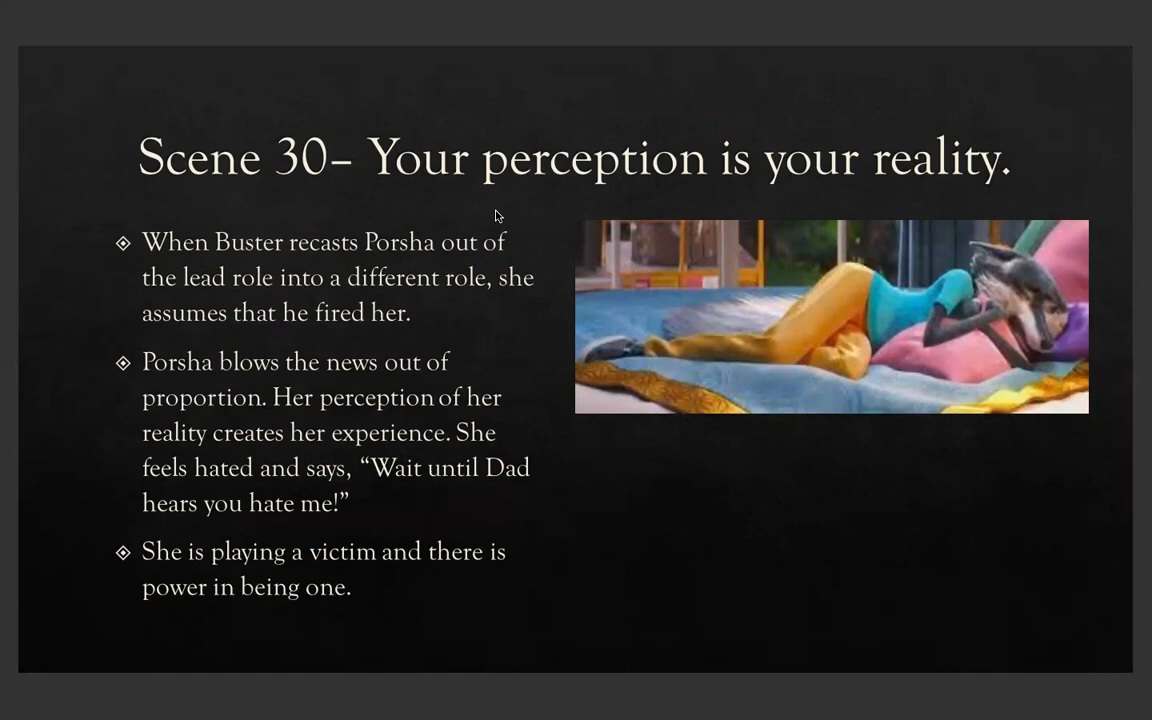 Scene 30– Your perception is your reality.
When Buster recasts Porsha out of
the lead role into a different role, she
assumes that he fired her.
Porsha blows the news out of
proportion. Her perception of her
reality creates her experience. She
feels hated and says, “Wait until Dad
hears you hate me!”
She is playing a victim and there is
power in being one.